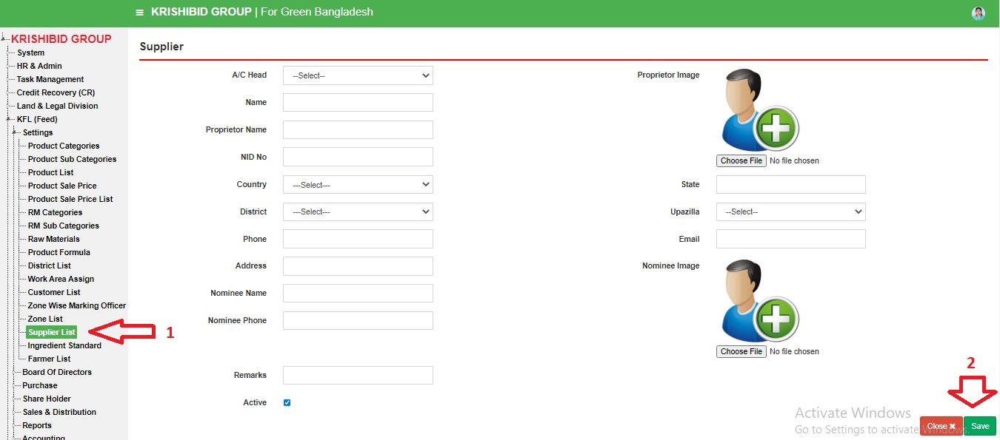 KRISHIBID GROUP | For Green Bangladesh
KRISHIBID GROUP
System
HR & Admin
Task Management
Credit Recovery (CR)
Land & Legal Division
KFL (Feed)
Settings
Product Categories
Product Sub Categories
Product List
Product Sale Price
Product Sale Price List
RM Categories
RM Sub Categories
Raw Materials
Product Formula
District List
Work Area Assign
Customer List
Zone Wise Marking Officer
Zone List
Supplier List
1
Ingredient Standard
Farmer List
Board Of Directors
Purchase
Share Holder
Sales & Distribution
Reports
Accounting
Supplier
A/C Head --Select--
Name
Proprietor Name
NID No
Country ---Select---
District ---Select---
Phone
Address
Nominee Name
Nominee Phone
Remarks
Active
Proprietor Image
Choose File No file chosen
State
Upazilla --Select--
Email
Nominee Image
Choose File No file chosen
2
Activate Windows
Go to Settings to activate Windows.
Close Save